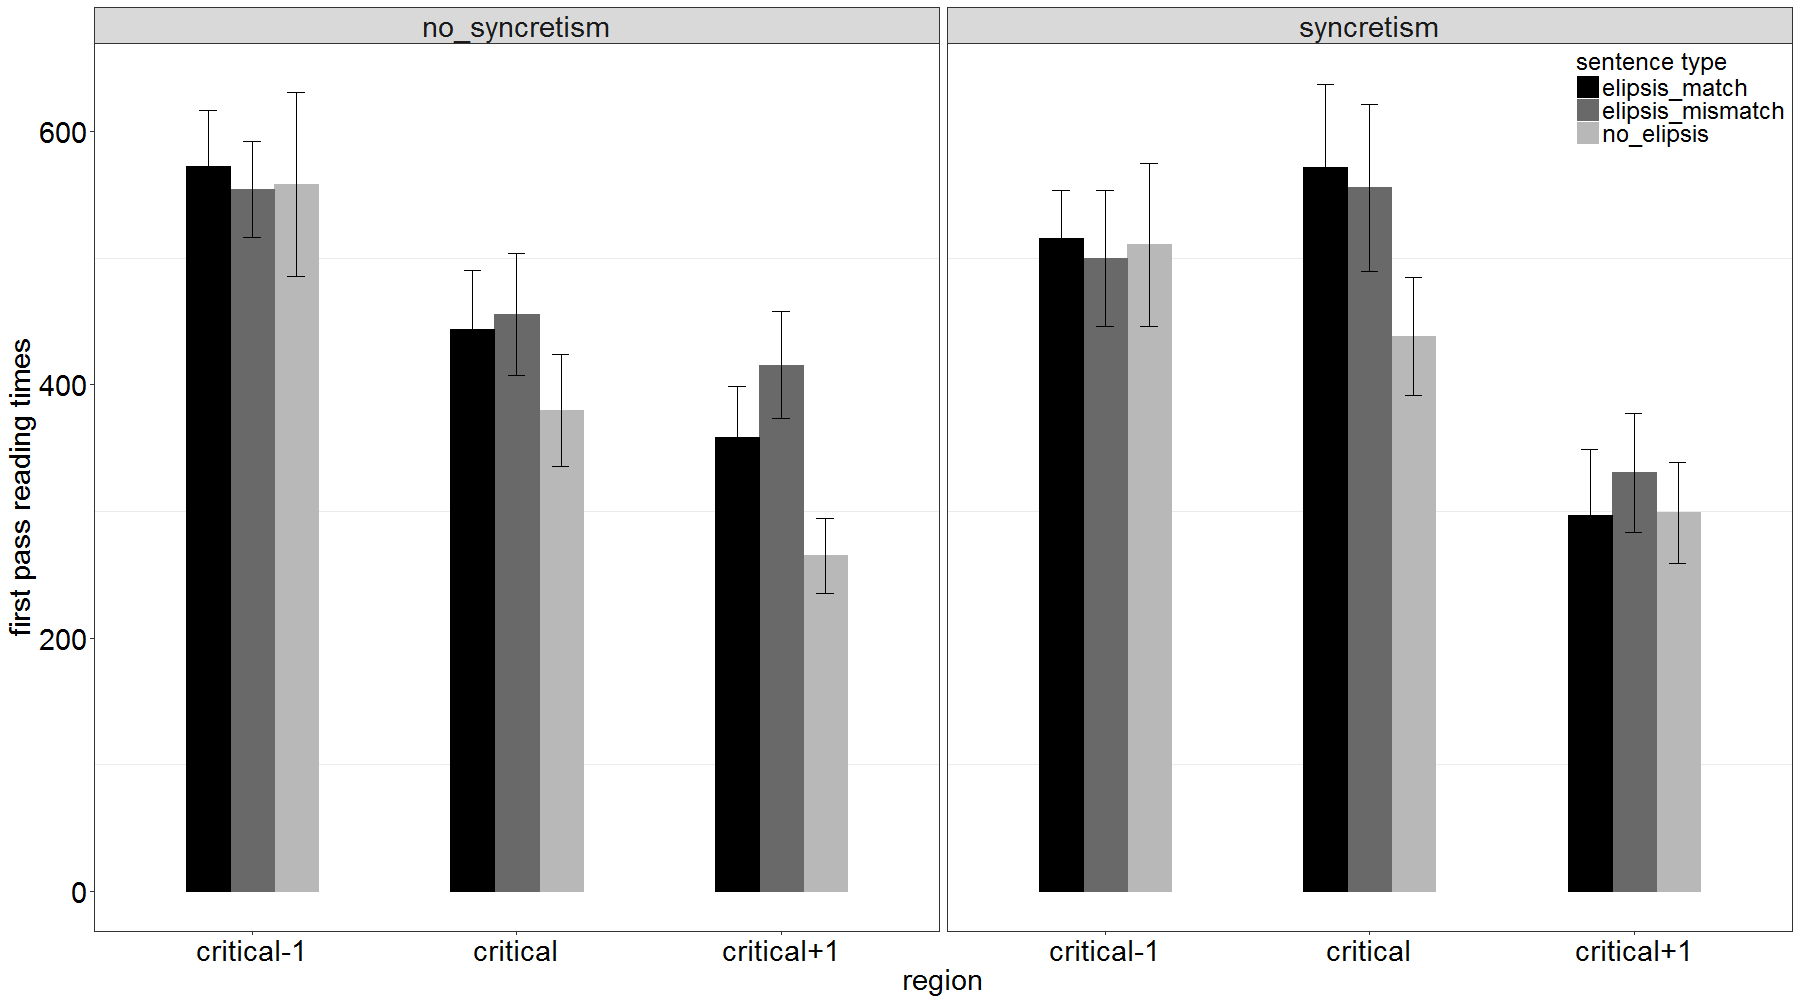 no_syncretism
syncretism
sentence type
elipsis_match
elipsis_mismatch
no_elipsis
first pass reading times
600
400
200
0
critical-1
critical
critical+1
critical-1
critical
critical+1
region